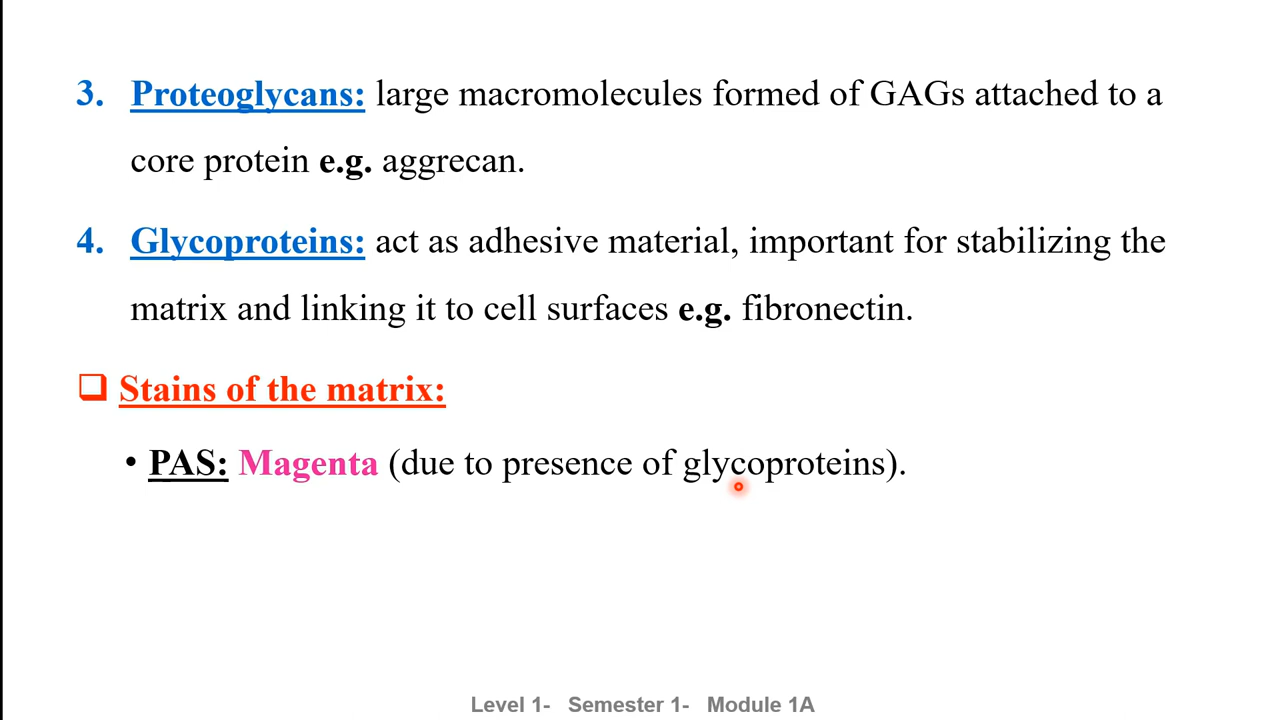 3. Proteoglycans: large macromolecules formed of GAGs attached to a
core protein e.g. aggrecan.
4. Glycoproteins: act as adhesive material, important for stabilizing the
matrix and linking it to cell surfaces e.g. fibronectin.
❑ Stains of the matrix:
• PAS: Magenta (due to presence of glycoproteins).
Level 1- Semester 1- Module 1A